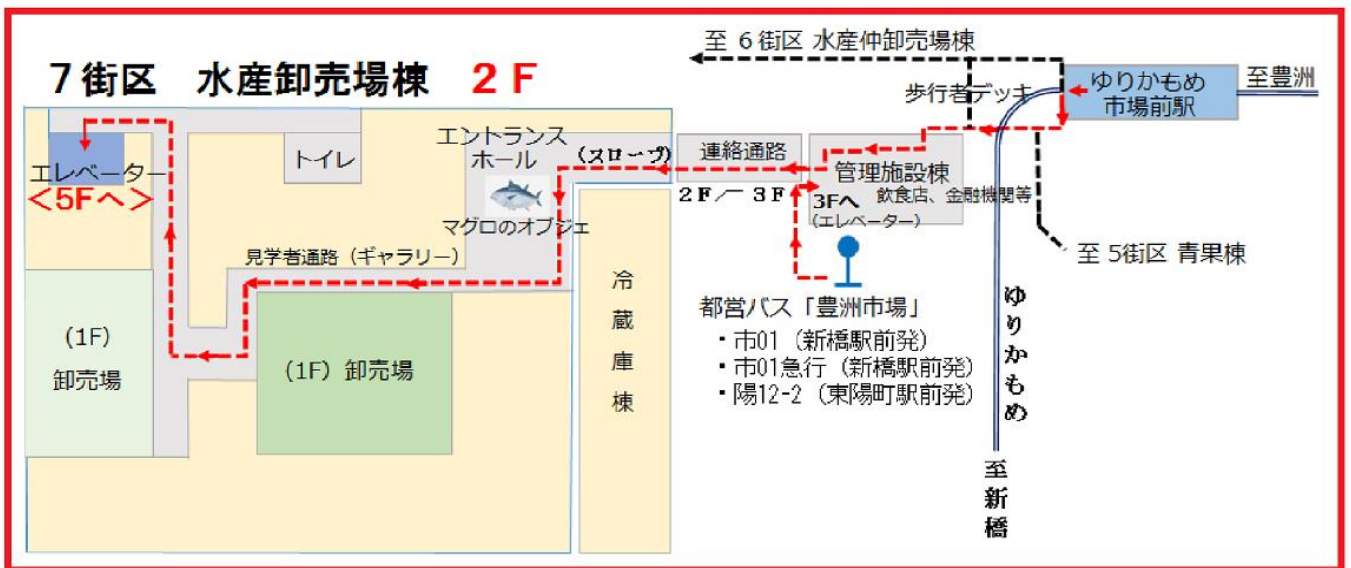 7街区 水産卸売場棟 2F
至 6街区 水産仲卸売場棟
歩行者デッキ
ゆりかもめ
市場前駅
至豊洲
エレベーター
<5Fへ>
トイレ
エントランス
ホール
マグロのオブジェ
(スロープ)
連絡通路
2F／3F
管理施設棟
飲食店、金融機関等
3Fへ
(エレベーター)
至 5街区 青果棟
見学者通路（ギャラリー）
(1F)
卸売場
(1F) 卸売場
冷蔵庫棟
都営バス「豊洲市場」
・市01（新橋駅前発）
・市01急行（新橋駅前発）
・陽12-2（東陽町駅前発）
ゆりかもめ
至新橋